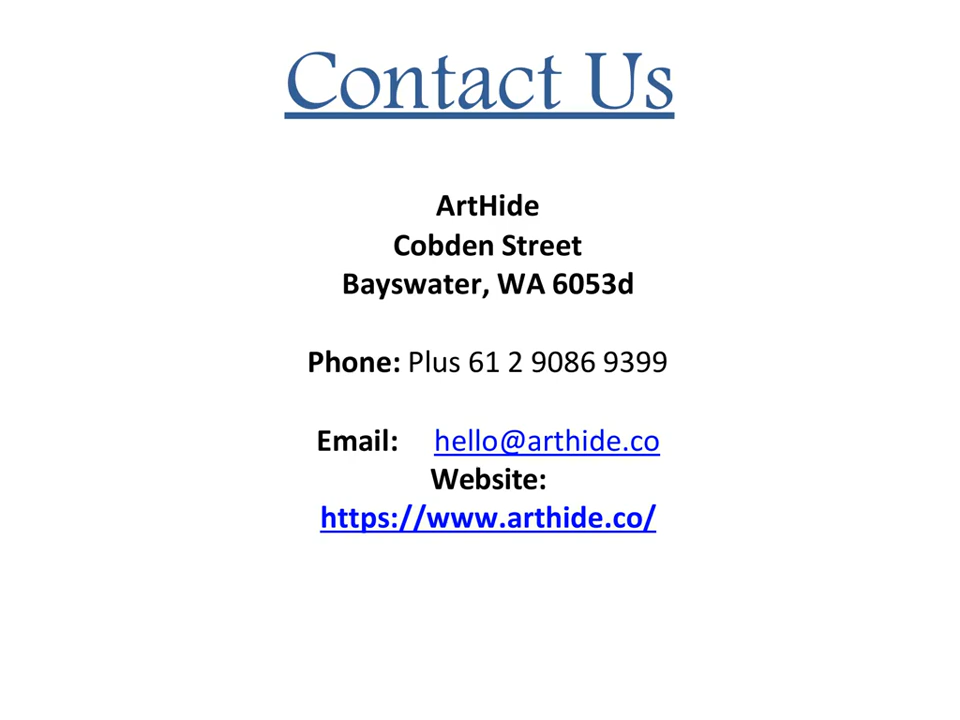 Contact Us
ArtHide
Cobden Street
Bayswater, WA 6053d
Phone: Plus 61 2 9086 9399
Email: hello@arthide.co
Website:
https://www.arthide.co/